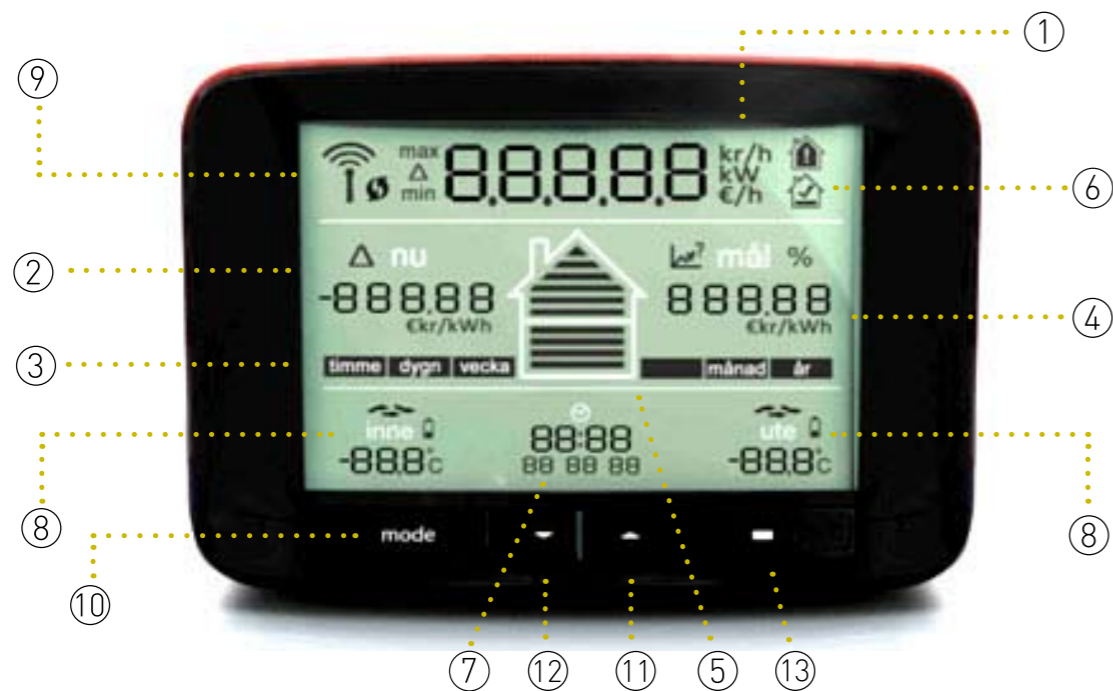 ①
⑨
max
△
min
8.8.8.8.8
kr/h
kW
€/h
⑥
②
△ nu
mål %
-888.88
888.88
€kr/kWh
€kr/kWh
④
③
timme dygn vecka
månad år
inne
ute
88:88
-88.8°C
88 88 88
-88.8°C
⑧
⑧
mode
⑩
⑦
⑫
⑪
⑤
⑬